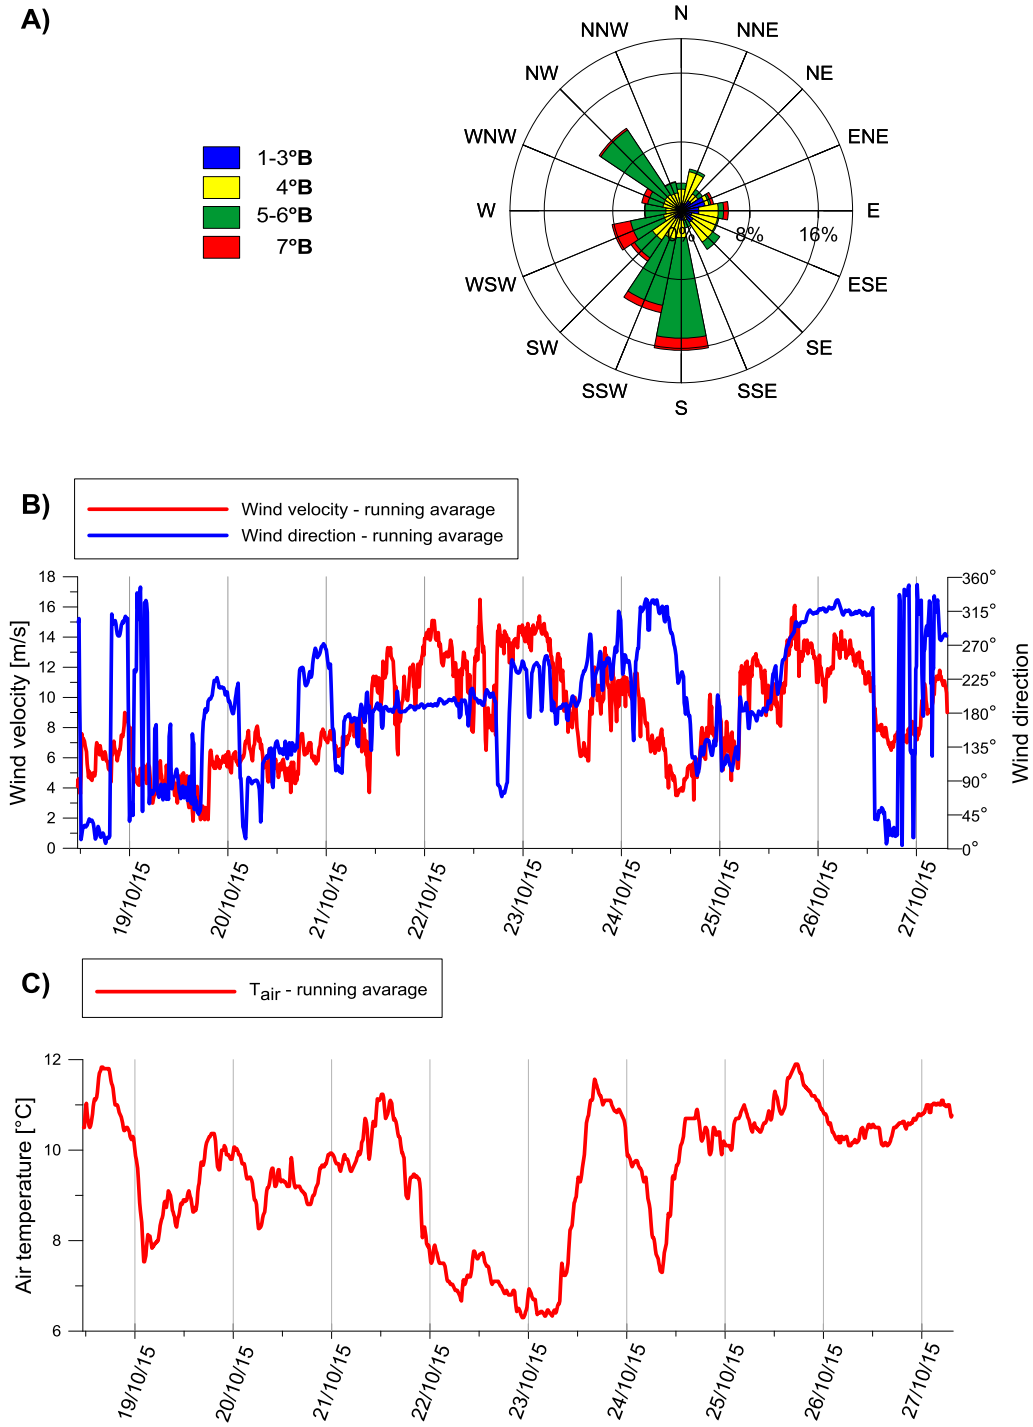 A)
N
NNW
NNE
NW
NE
WNW
ENE
1-3°B
4°B
5-6°B
7°B
W
E
0%
8%
16%
WSW
ESE
SW
SE
SSW
SSE
S
B)
Wind velocity - running avarage
Wind direction - running avarage
Wind velocity [m/s]
18
16
14
12
10
8
6
4
2
0
360°
315°
270°
225°
180°
135°
90°
45°
0°
Wind direction
19/10/15
20/10/15
21/10/15
22/10/15
23/10/15
24/10/15
25/10/15
26/10/15
27/10/15
C)
Tair - running avarage
Air temperature [°C]
12
10
8
6
19/10/15
20/10/15
21/10/15
22/10/15
23/10/15
24/10/15
25/10/15
26/10/15
27/10/15